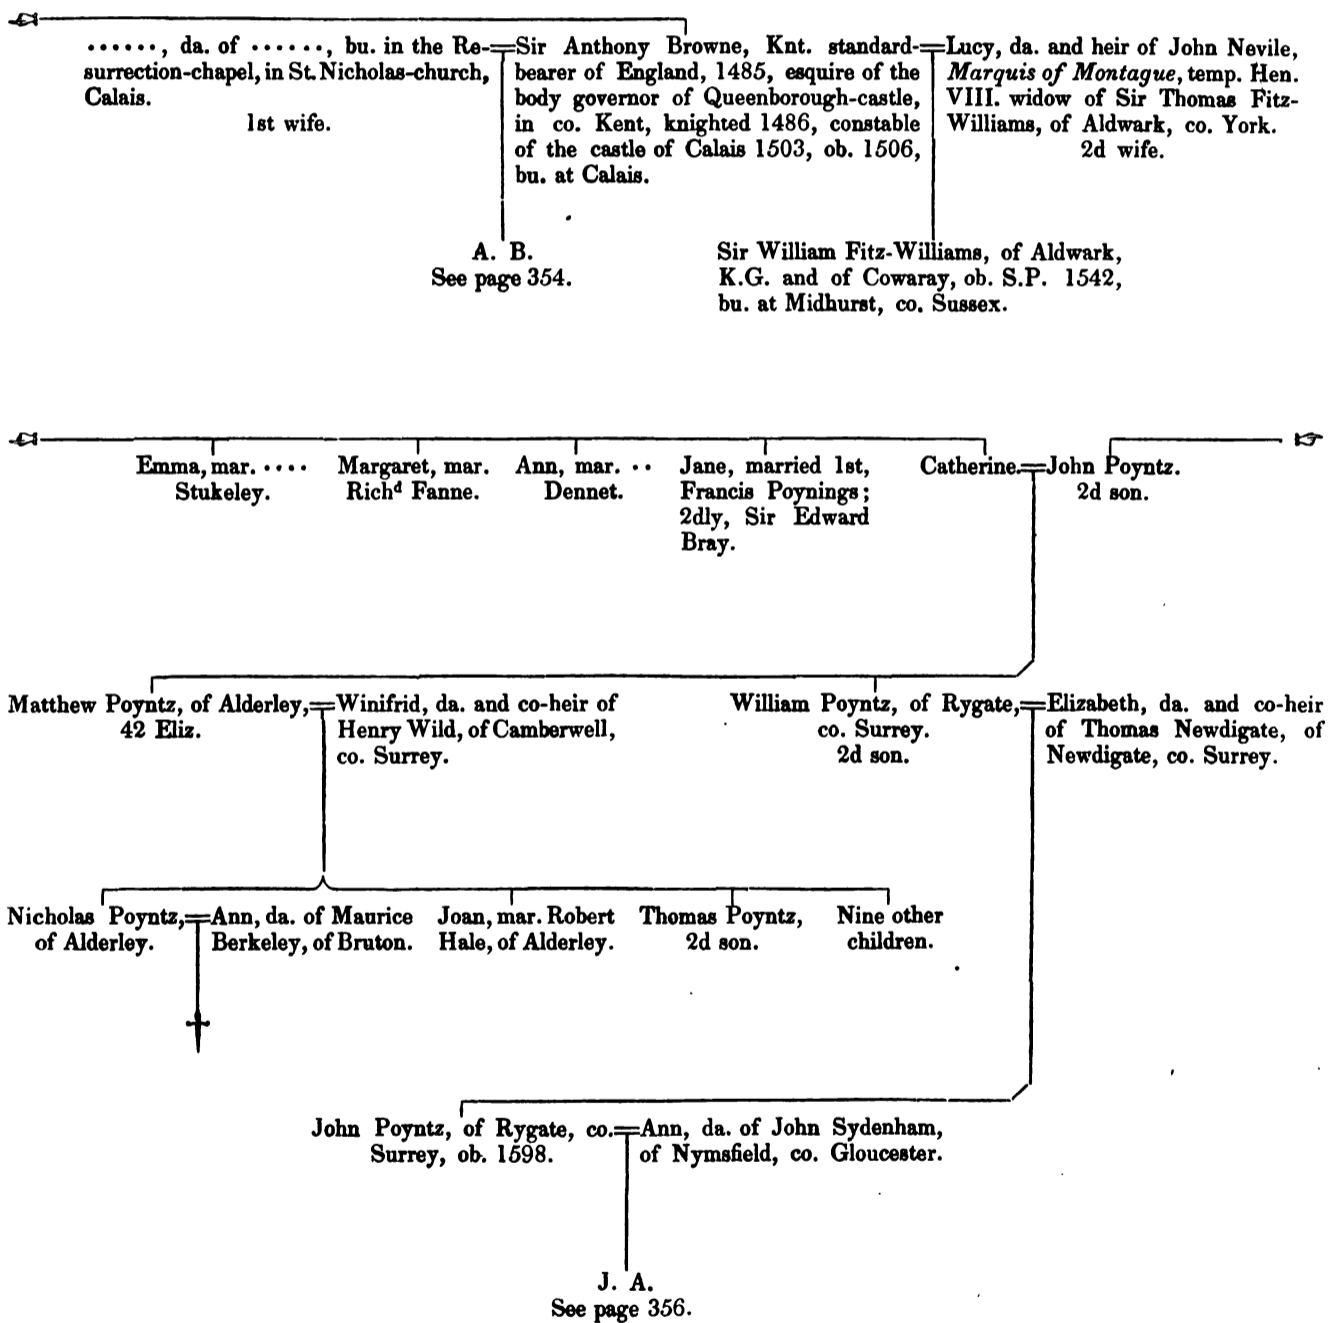 ······, da. of ······, bu. in the Re-
surrection-chapel, in St. Nicholas-church,
Calais.
1st wife.
Sir Anthony Browne, Knt. standard-
bearer of England, 1485, esquire of the
body governor of Queenborough-castle,
in co. Kent, knighted 1486, constable
of the castle of Calais 1503, ob. 1506,
bu. at Calais.
Lucy, da. and heir of John Nevile,
Marquis of Montague, temp. Hen.
VIII. widow of Sir Thomas Fitz-
Williams, of Aldwark, co. York.
2d wife.
A. B.
See page 354.
Sir William Fitz-Williams, of Aldwark,
K.G. and of Cowaray, ob. S.P. 1542,
bu. at Midhurst, co. Sussex.
Emma, mar. ····
Stukeley.
Margaret, mar.
Richd Fanne.
Ann, mar. ··
Dennet.
Jane, married 1st,
Francis Poynings;
2dly, Sir Edward
Bray.
Catherine.
John Poyntz.
2d son.
Matthew Poyntz, of Alderley,
42 Eliz.
Winifrid, da. and co-heir of
Henry Wild, of Camberwell,
co. Surrey.
William Poyntz, of Rygate,
co. Surrey.
2d son.
Elizabeth, da. and co-heir
of Thomas Newdigate, of
Newdigate, co. Surrey.
Nicholas Poyntz,
of Alderley.
Ann, da. of Maurice
Berkeley, of Bruton.
Joan, mar. Robert
Hale, of Alderley.
Thomas Poyntz,
2d son.
Nine other
children.
John Poyntz, of Rygate, co.
Surrey, ob. 1598.
Ann, da. of John Sydenham,
of Nymsfield, co. Gloucester.
J. A.
See page 356.